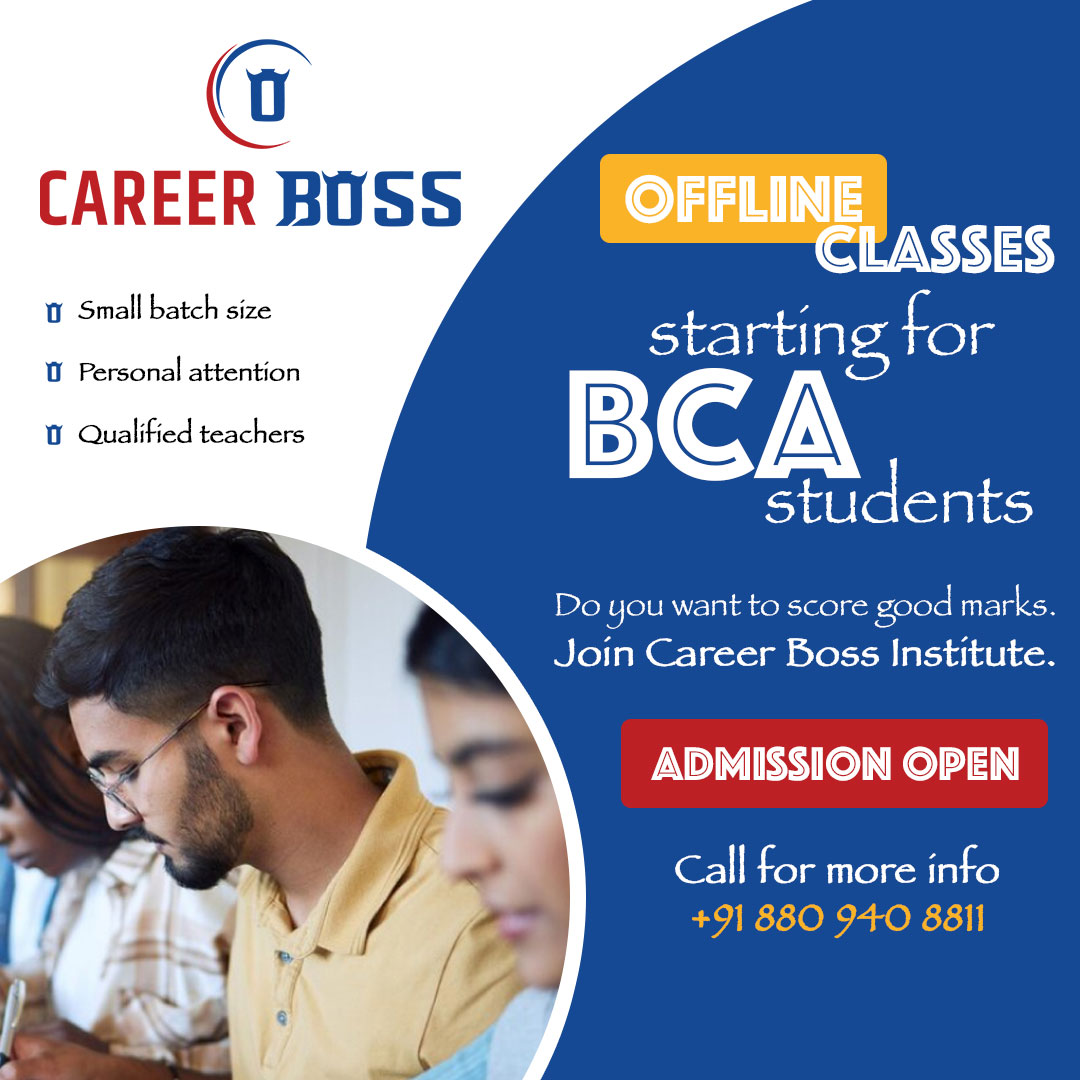 CAREER BOSS
Small batch size
Personal attention
Qualified teachers
OFFLINE
CLASSES
starting for
BCA
students
Do you want to score good marks.
Join Career Boss Institute.
ADMISSION OPEN
Call for more info
+91 880 940 8811